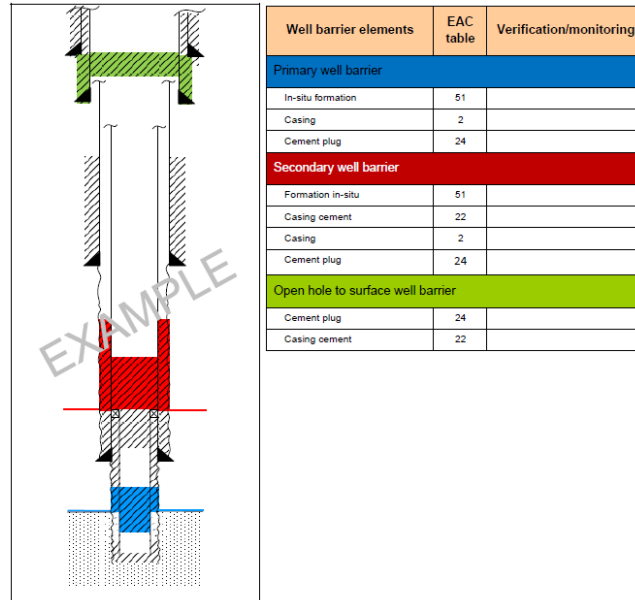 Well barrier elements
EAC
table
Verification/monitoring
Primary well barrier
In-situ formation 51
Casing 2
Cement plug 24
Secondary well barrier
Formation in-situ 51
Casing cement 22
Casing 2
Cement plug 24
Open hole to surface well barrier
Cement plug 24
Casing cement 22
EXAMPLE